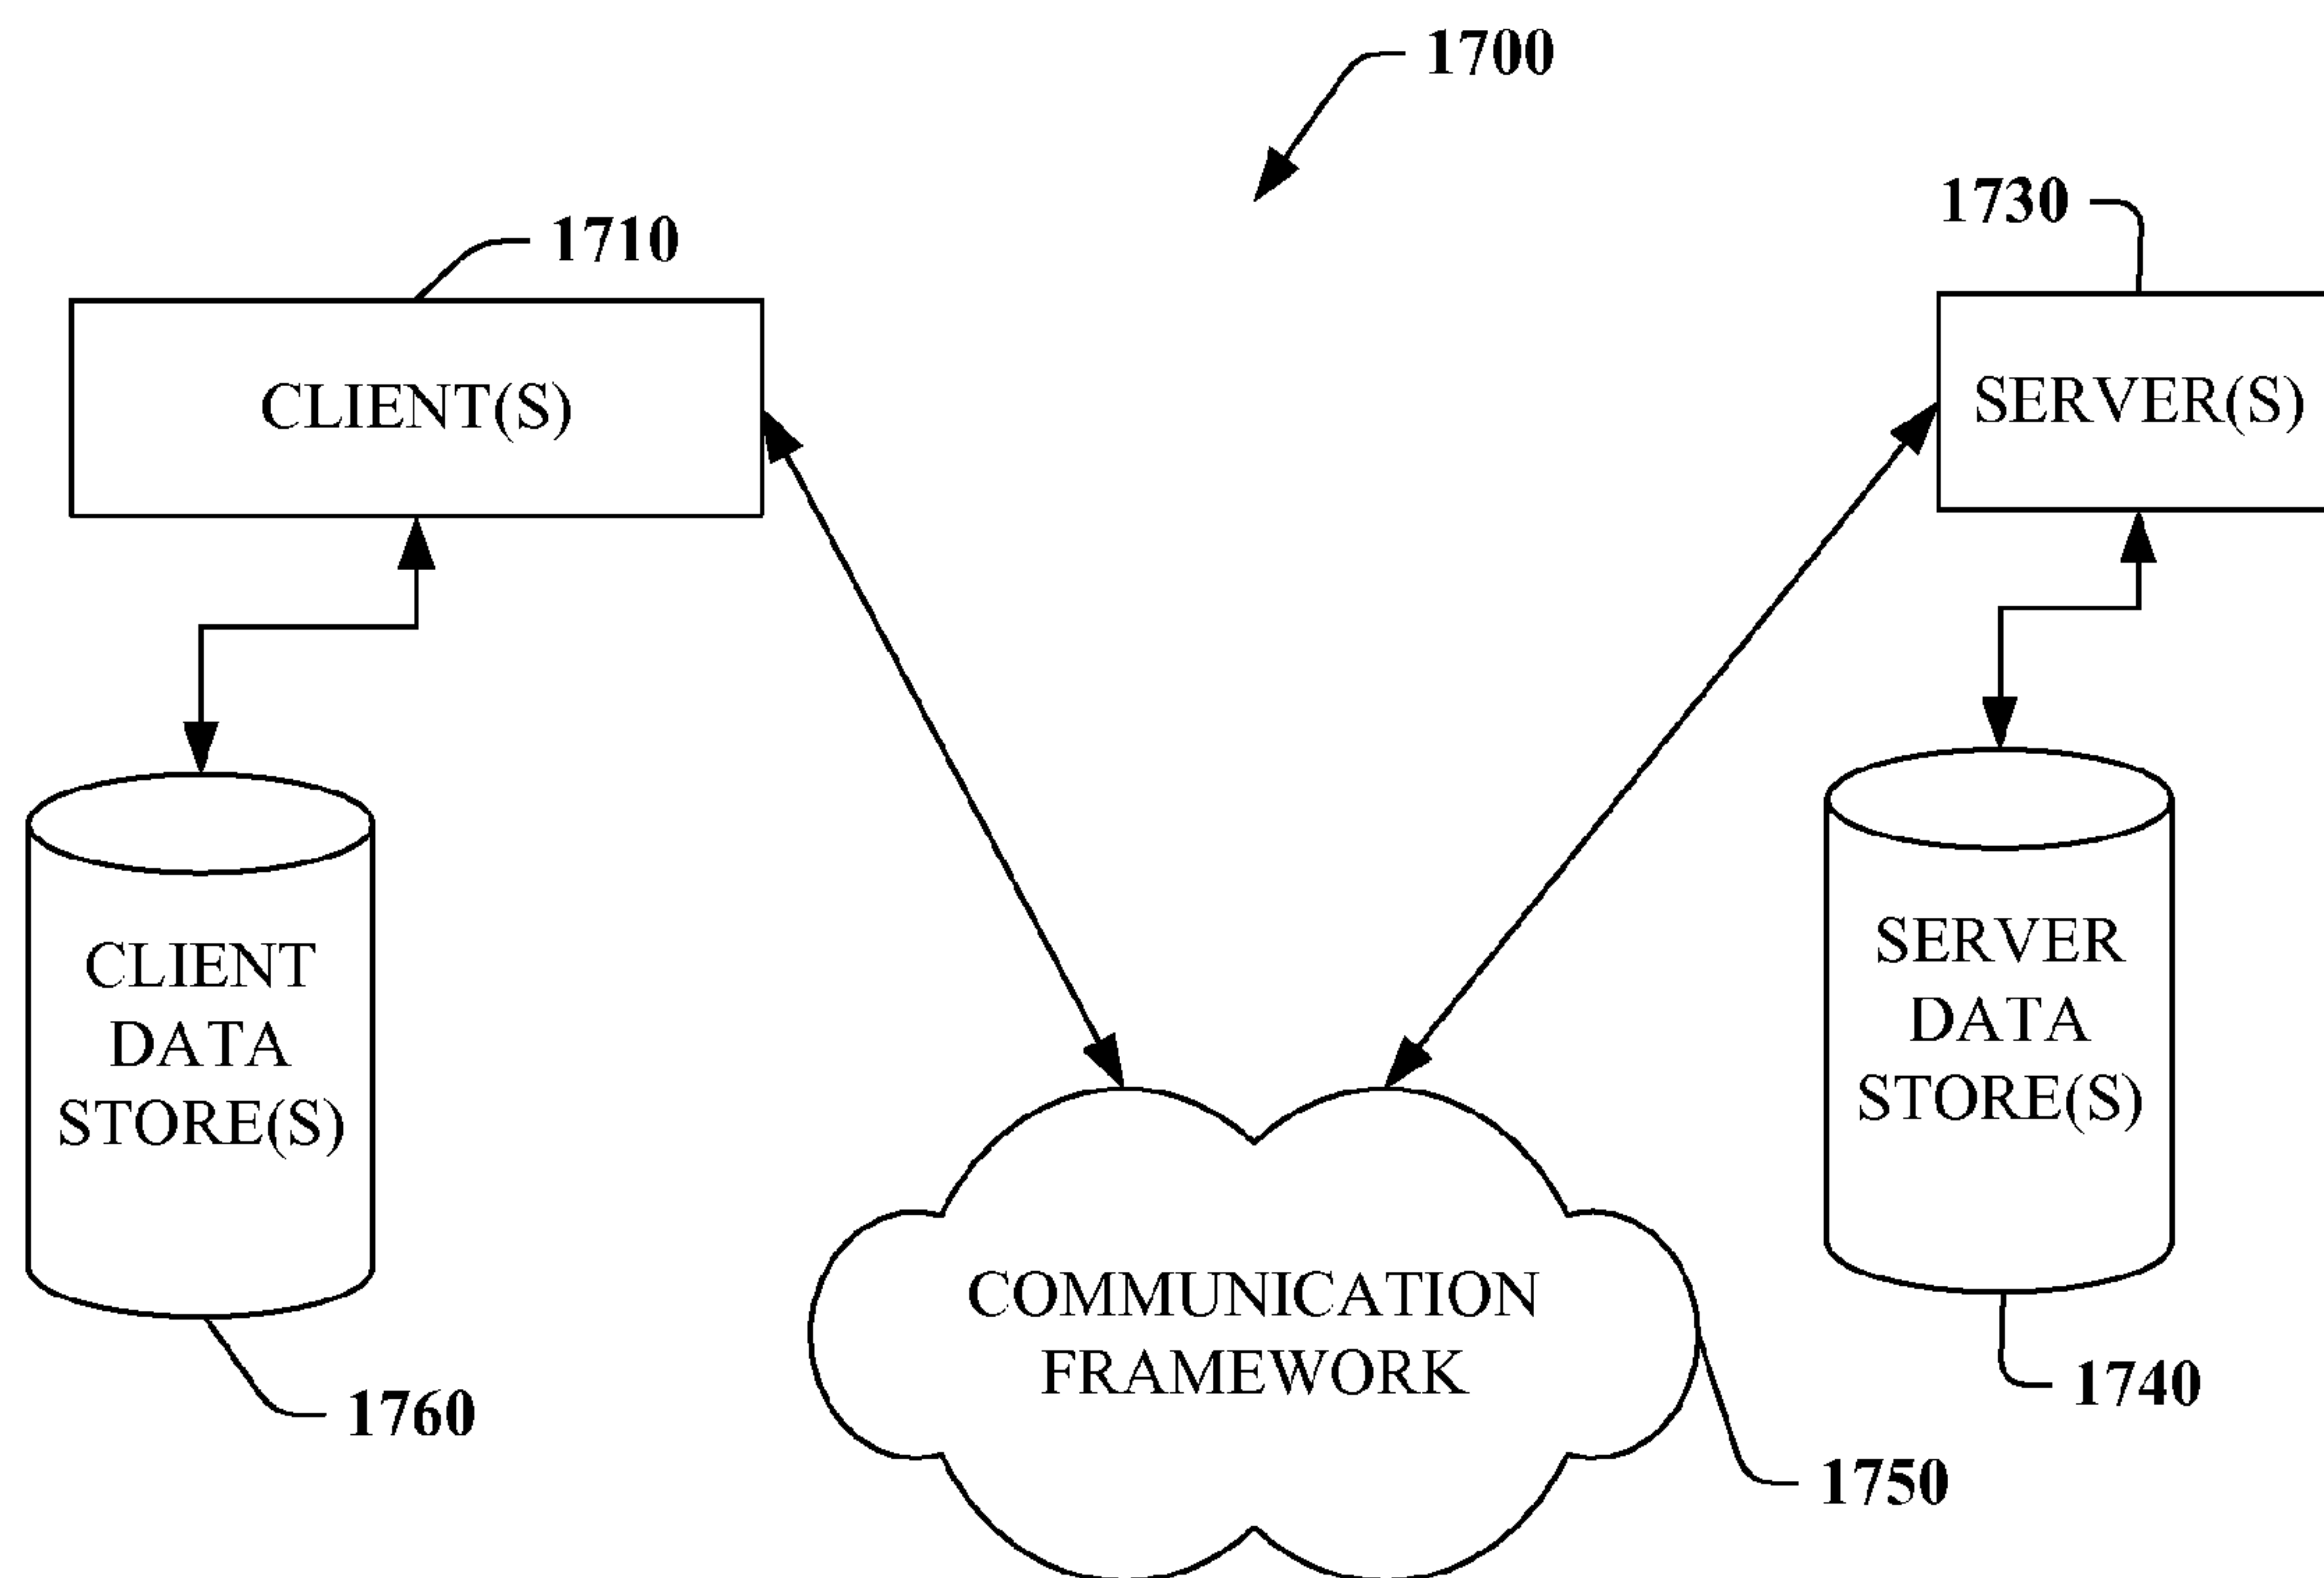 1700
1730
1710
CLIENT(S)
SERVER(S)
CLIENT
DATA
STORE(S)
SERVER
DATA
STORE(S)
COMMUNICATION
FRAMEWORK
1760
1740
1750